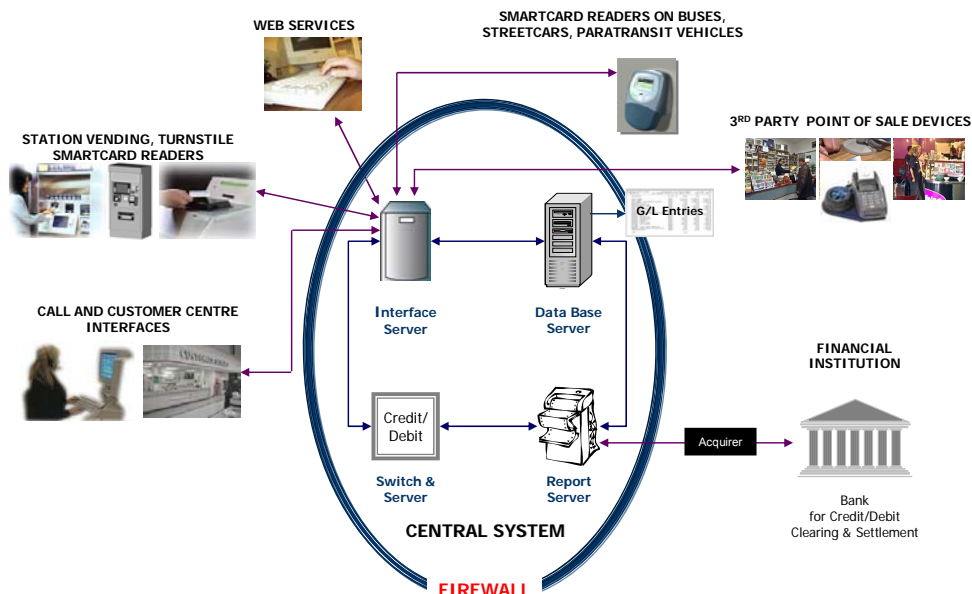 WEB SERVICES
SMARTCARD READERS ON BUSES,
STREETCARS, PARATRANSIT VEHICLES
3RD PARTY POINT OF SALE DEVICES
STATION VENDING, TURNSTILE
SMARTCARD READERS
G/L Entries
Interface
Server
Data Base
Server
CALL AND CUSTOMER CENTRE
INTERFACES
FINANCIAL
INSTITUTION
Credit/
Debit
Acquirer
Switch &
Server
Report
Server
Bank
for Credit/Debit
Clearing & Settlement
CENTRAL SYSTEM
FIREWALL